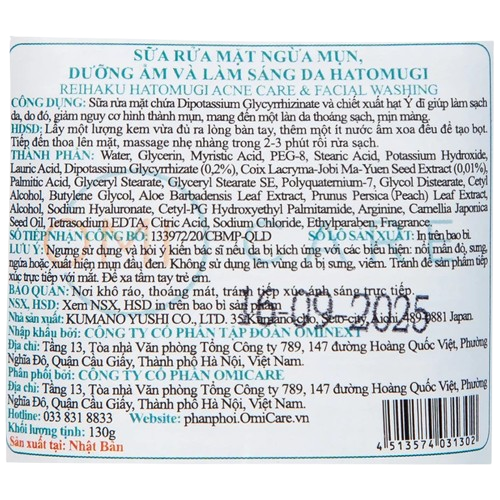 SỮA RỬA MẶT NGỪA MỤN,
DƯỠNG ẨM VÀ LÀM SÁNG DA HATOMUGI
REIHAKU HATOMUGI ACNE CARE & FACIAL WASHING
CÔNG DỤNG: Sữa rửa mặt chứa Dipotassium Glycyrrhizinate và chiết xuất hạt Ý dĩ giúp làm sạch
da, do đó, giảm nguy cơ hình thành mụn, mang đến một làn da thoáng sạch, mịn màng.
HDSD: Lấy một lượng kem vừa đủ ra lòng bàn tay, thêm một ít nước ấm xoa đều để tạo bọt.
Tiếp đến thoa lên mặt, massage nhẹ nhàng trong 2-3 phút rồi rửa sạch.
THÀNH PHẦN: Water, Glycerin, Myristic Acid, PEG-8, Stearic Acid, Potassium Hydroxide,
Lauric Acid, Dipotassium Glycyrrhizate (0,2%), Coix Lacryma-Jobi Ma-Yuen Seed Extract (0,01%),
Palmitic Acid, Glyceryl Stearate, Glyceryl Stearate SE, Polyquaternium-7, Glycol Distearate, Cetyl
Alcohol, Butylene Glycol, Aloe Barbadensis Leaf Extract, Prunus Persica (Peach) Leaf Extract,
Alcohol, Sodium Hyaluronate, Cetyl-PG Hydroxyethyl Palmitamide, Arginine, Camellia Japonica
Seed Oil, Tetrasodium EDTA, Citric Acid, Sodium Chloride, Ethylparaben, Fragrance.
SỐ TIẾP NHẬN CÔNG BỐ: 133972/20/CBMP-QLD SỐ LÔ SẢN XUẤT: In trên bao bì
LƯU Ý: Ngưng sử dụng và hỏi ý kiến bác sĩ nếu da bị kích ứng với các biểu hiện: nổi mẩn đỏ, sưng,
ngứa hoặc xuất hiện mụn đầu đen. Không sử dụng lên vùng da bị sưng, viêm. Tránh để sản phẩm tiếp
xúc trực tiếp với mắt. Để xa tầm tay trẻ em.
BẢO QUẢN: Nơi khô ráo, thoáng mát, tránh tiếp xúc ánh sáng trực tiếp.
NSX, HSD: Xem NSX, HSD in trên bao bì sản phẩm
16-09-2025
Nhà sản xuất: KUMANO YUSHI CO., LTD. 35 Kumano cho, Seto-city, Aichi, 489-0881 Japan
Nhập khẩu bởi: CÔNG TY CỔ PHẦN TẬP ĐOÀN OMINEXT
Địa chỉ: Tầng 13, Tòa nhà Văn phòng Tổng Công ty 789, 147 đường Hoàng Quốc Việt, Phường
Nghĩa Đô, Quận Cầu Giấy, Thành phố Hà Nội, Việt Nam
Phân phối bởi: CÔNG TY CỔ PHẦN OMICARE
Địa chỉ: Tầng 13, Tòa nhà Văn phòng Tổng Công ty 789, 147 đường Hoàng Quốc Việt, Phường
Nghĩa Đô, Quận Cầu Giấy, Thành phố Hà Nội, Việt Nam.
Hotline: 033 831 8833 Website: phanphoi.OmiCare.vn
Khối lượng tịnh: 130g
Sản xuất tại: Nhật Bản
4 513574 031302